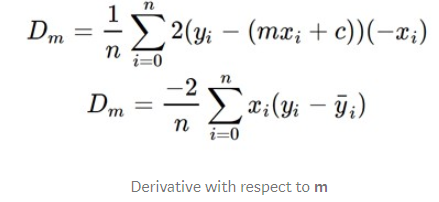 D_m = \frac{1}{n} \sum_{i=0}^{n} 2(y_i - (mx_i + c))(-x_i)
D_m = \frac{-2}{n} \sum_{i=0}^{n} x_i(y_i - \bar{y}_i)
Derivative with respect to m